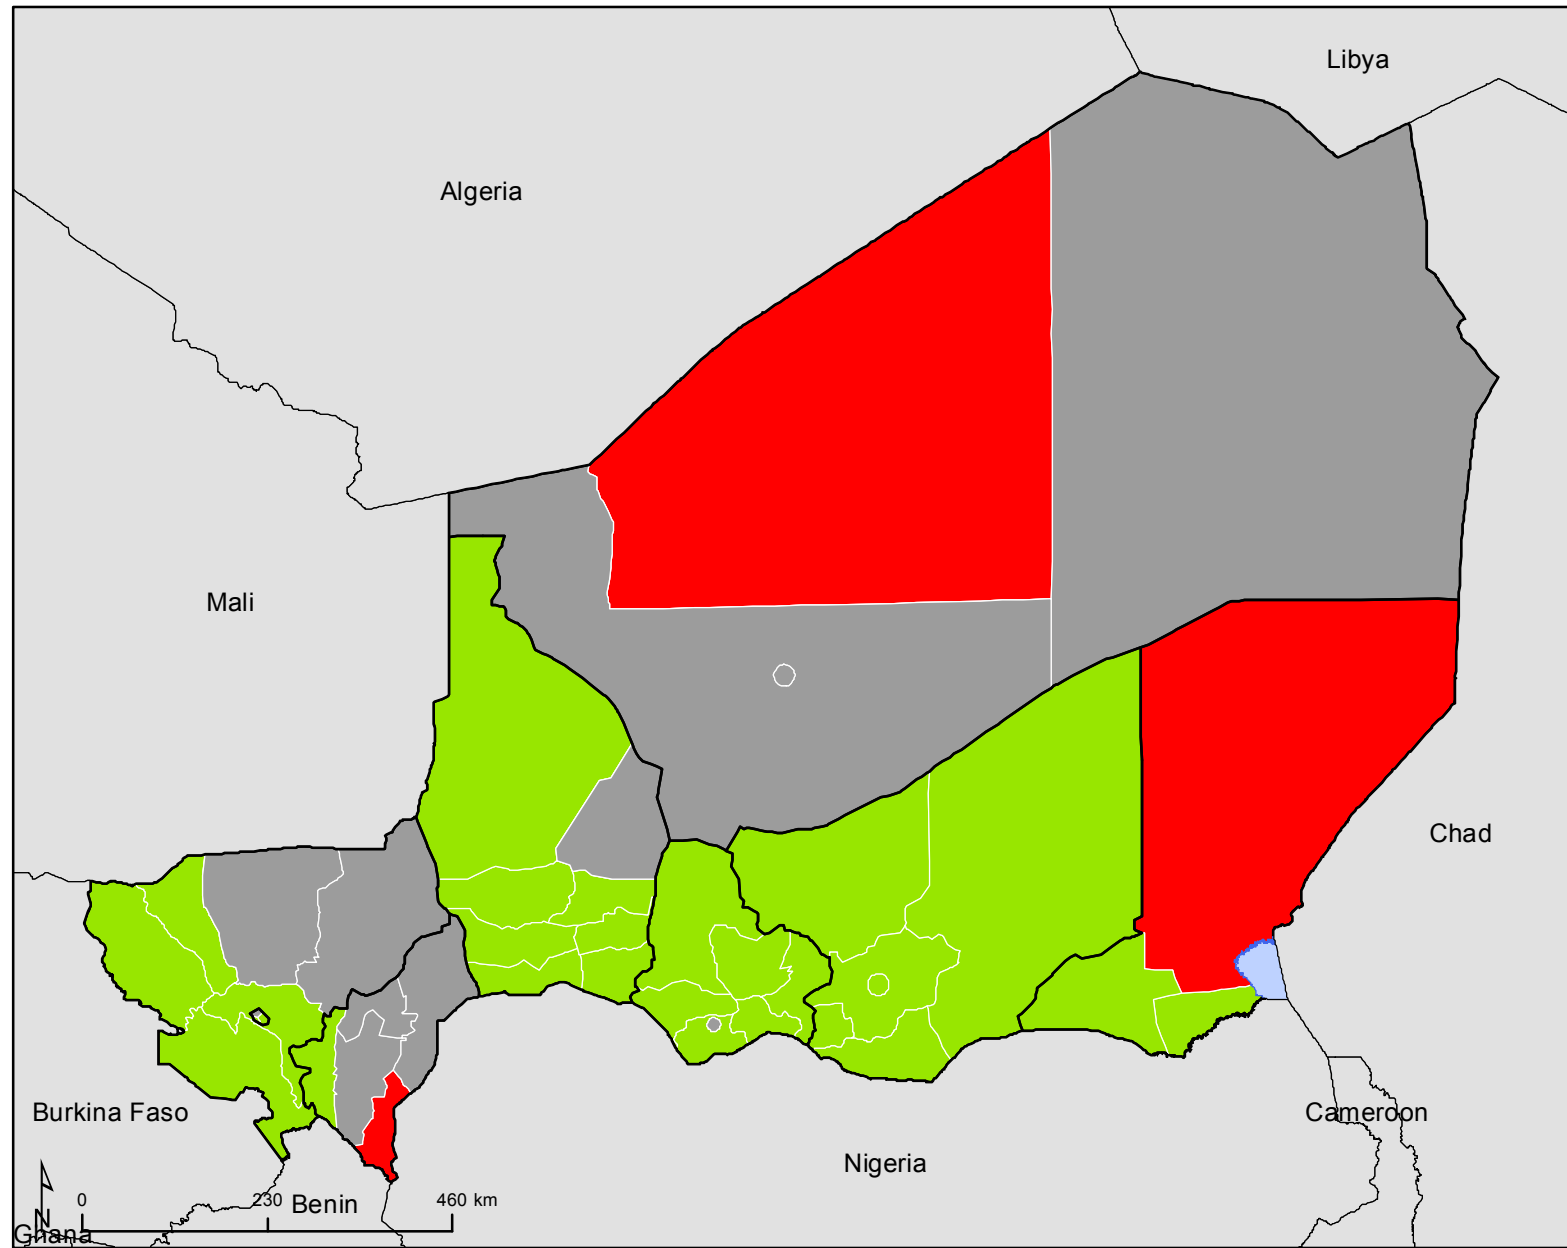 Libya
Algeria
Mali
Chad
Burkina Faso
Cameroon
Nigeria
0 230 460 km
Benin
N
Ghana